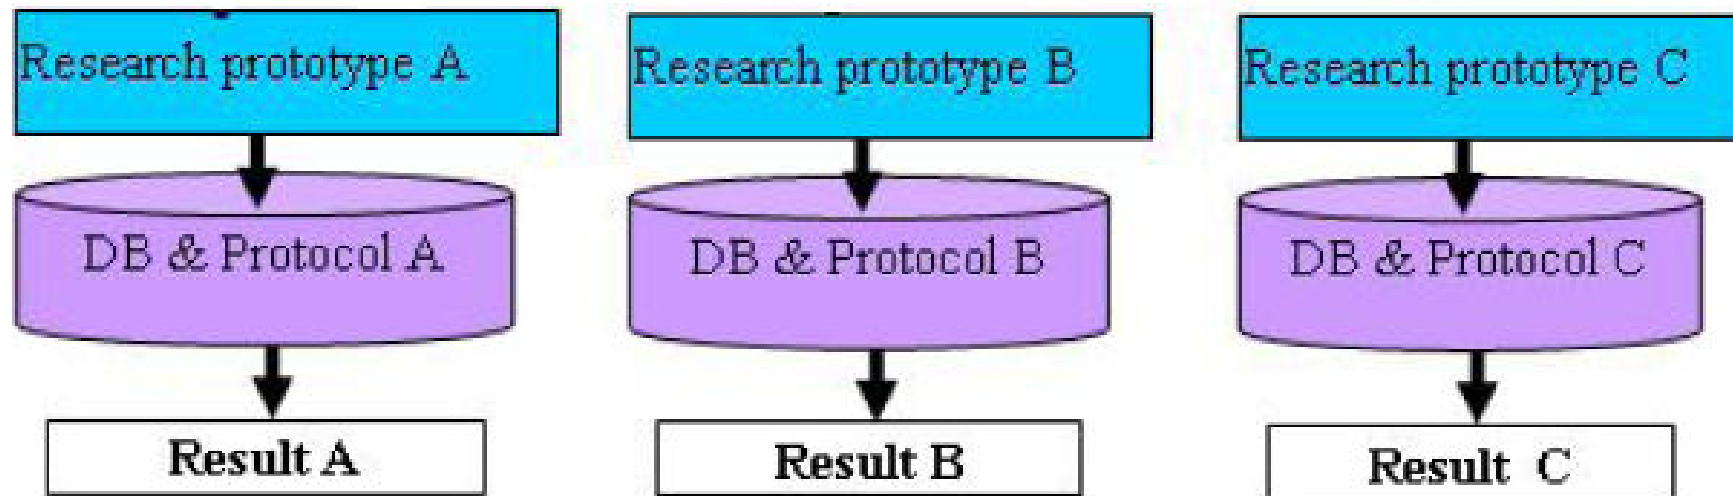 Research prototype A
Research prototype B
Research prototype C
DB & Protocol A
DB & Protocol B
DB & Protocol C
Result A
Result B
Result C